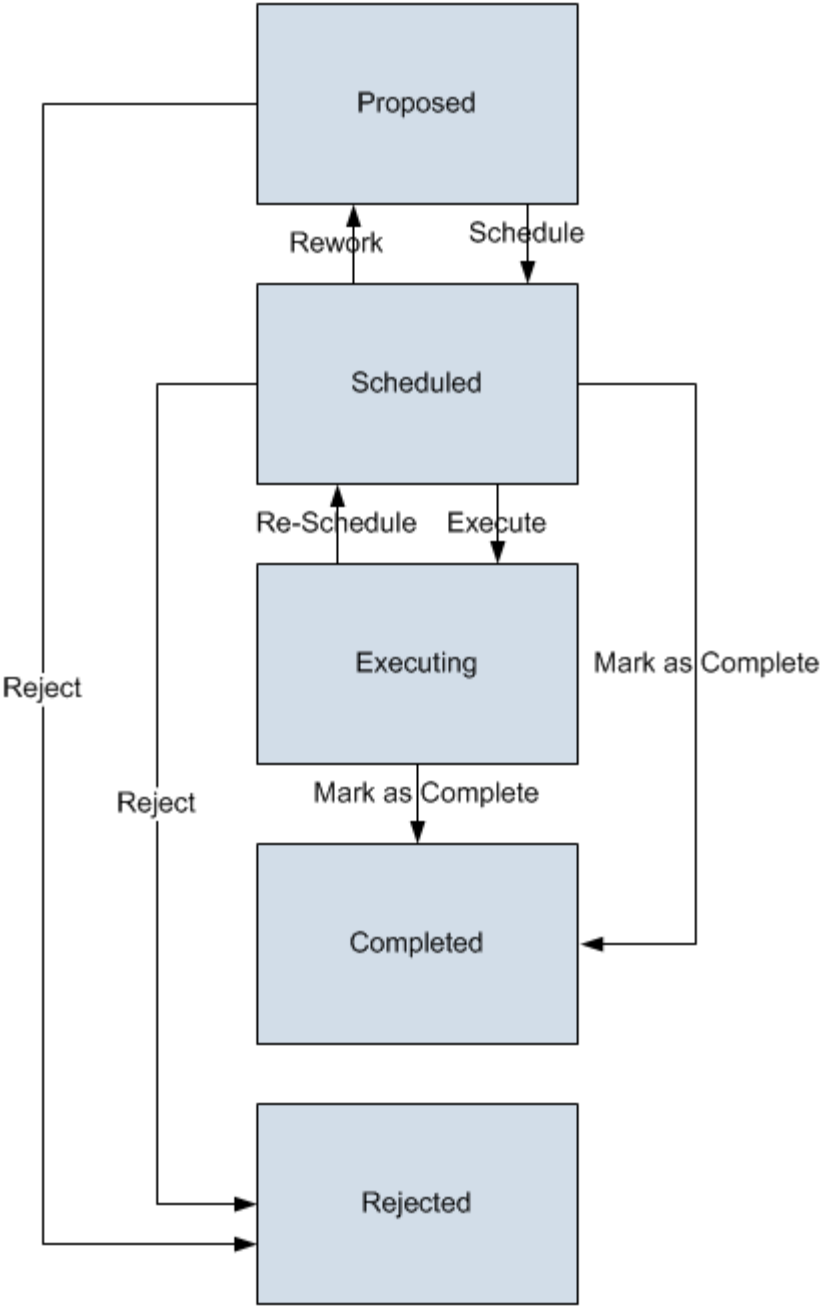 Proposed
Rework
Schedule
Scheduled
Re-Schedule
Execute
Executing
Mark as Complete
Reject
Mark as Complete
Reject
Completed
Rejected